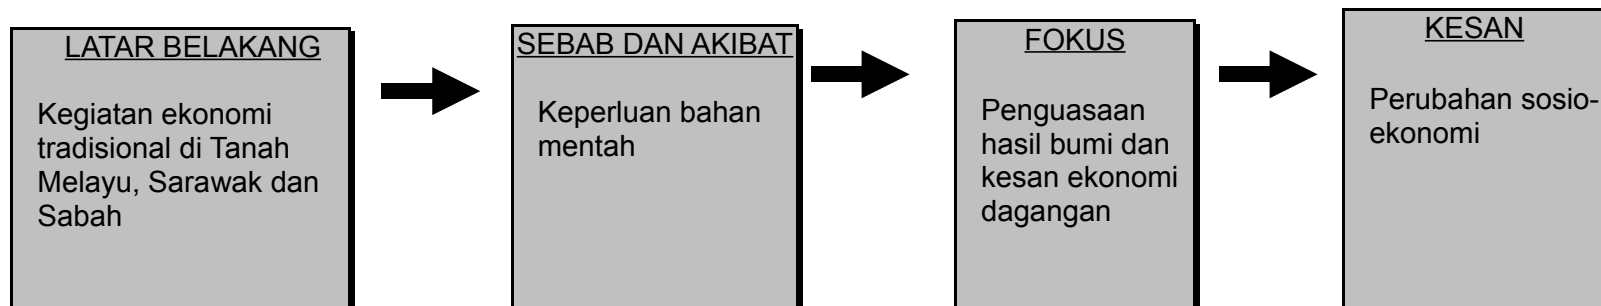 LATAR BELAKANG
Kegiatan ekonomi
tradisional di Tanah
Melayu, Sarawak dan
Sabah
SEBAB DAN AKIBAT
Keperluan bahan
mentah
FOKUS
Penguasaan
hasil bumi dan
kesan ekonomi
dagangan
KESAN
Perubahan sosio-
ekonomi